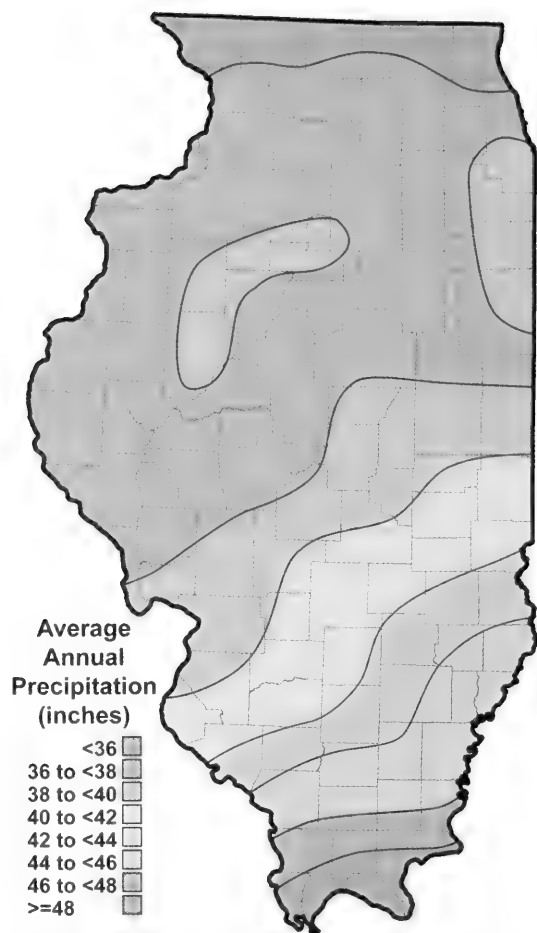 Average
Annual
Precipitation
(inches)
<36
36 to <38
38 to <40
40 to <42
42 to <44
44 to <46
46 to <48
>=48